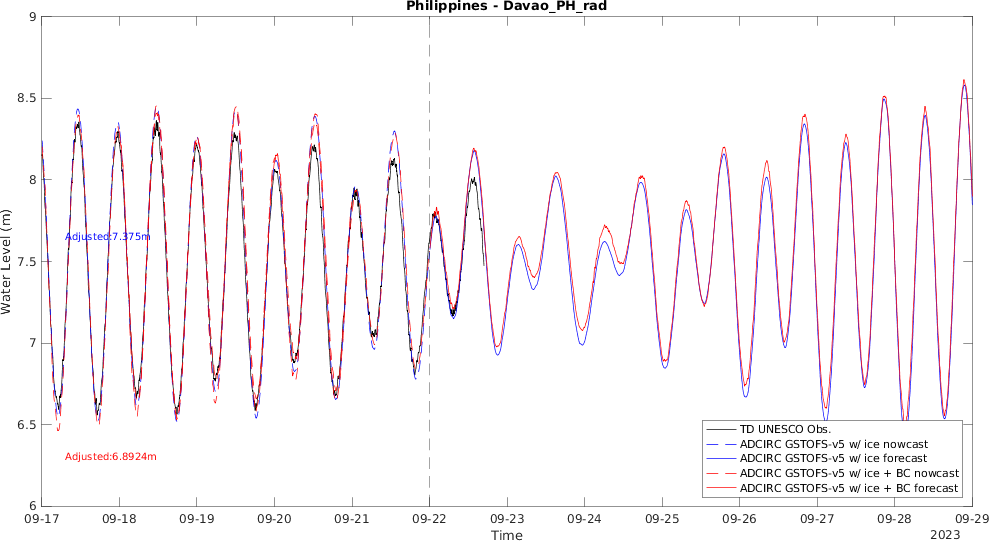 Philippines - Davao_PH_rad
Water Level (m)
9
8.5
8
7.5
7
6.5
6
Adjusted:7.375m
Adjusted:6.8924m
TD UNESCO Obs.
ADCIRC GSTOFS-v5 w/ ice nowcast
ADCIRC GSTOFS-v5 w/ ice forecast
ADCIRC GSTOFS-v5 w/ ice + BC nowcast
ADCIRC GSTOFS-v5 w/ ice + BC forecast
09-17 09-18 09-19 09-20 09-21 09-22 09-23 09-24 09-25 09-26 09-27 09-28 09-29
Time
2023